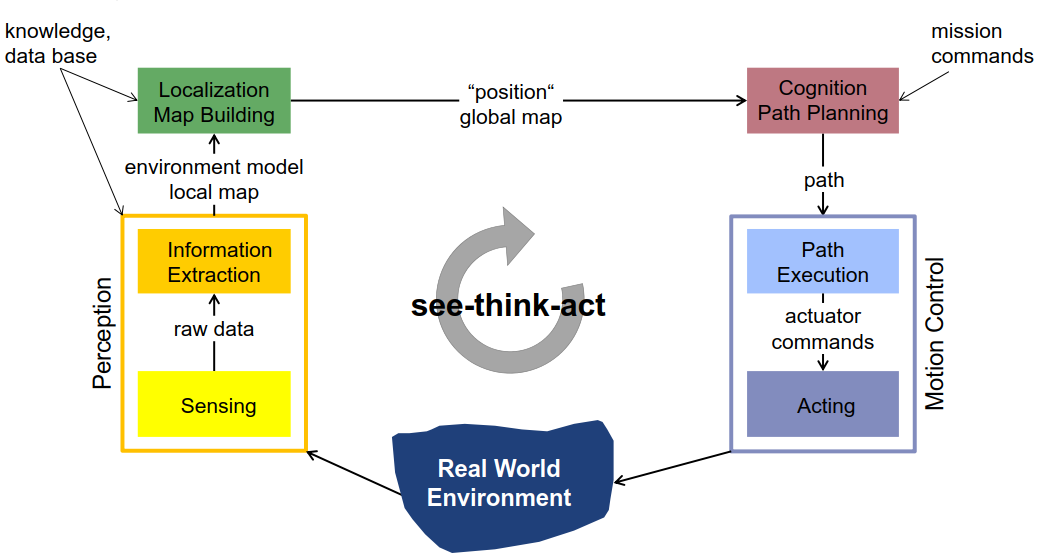 knowledge,
data base
mission
commands
Localization
Map Building
“position“
global map
Cognition
Path Planning
environment model
local map
path
Information
Extraction
raw data
Sensing
Perception
see-think-act
Path
Execution
actuator
commands
Acting
Motion Control
Real World
Environment